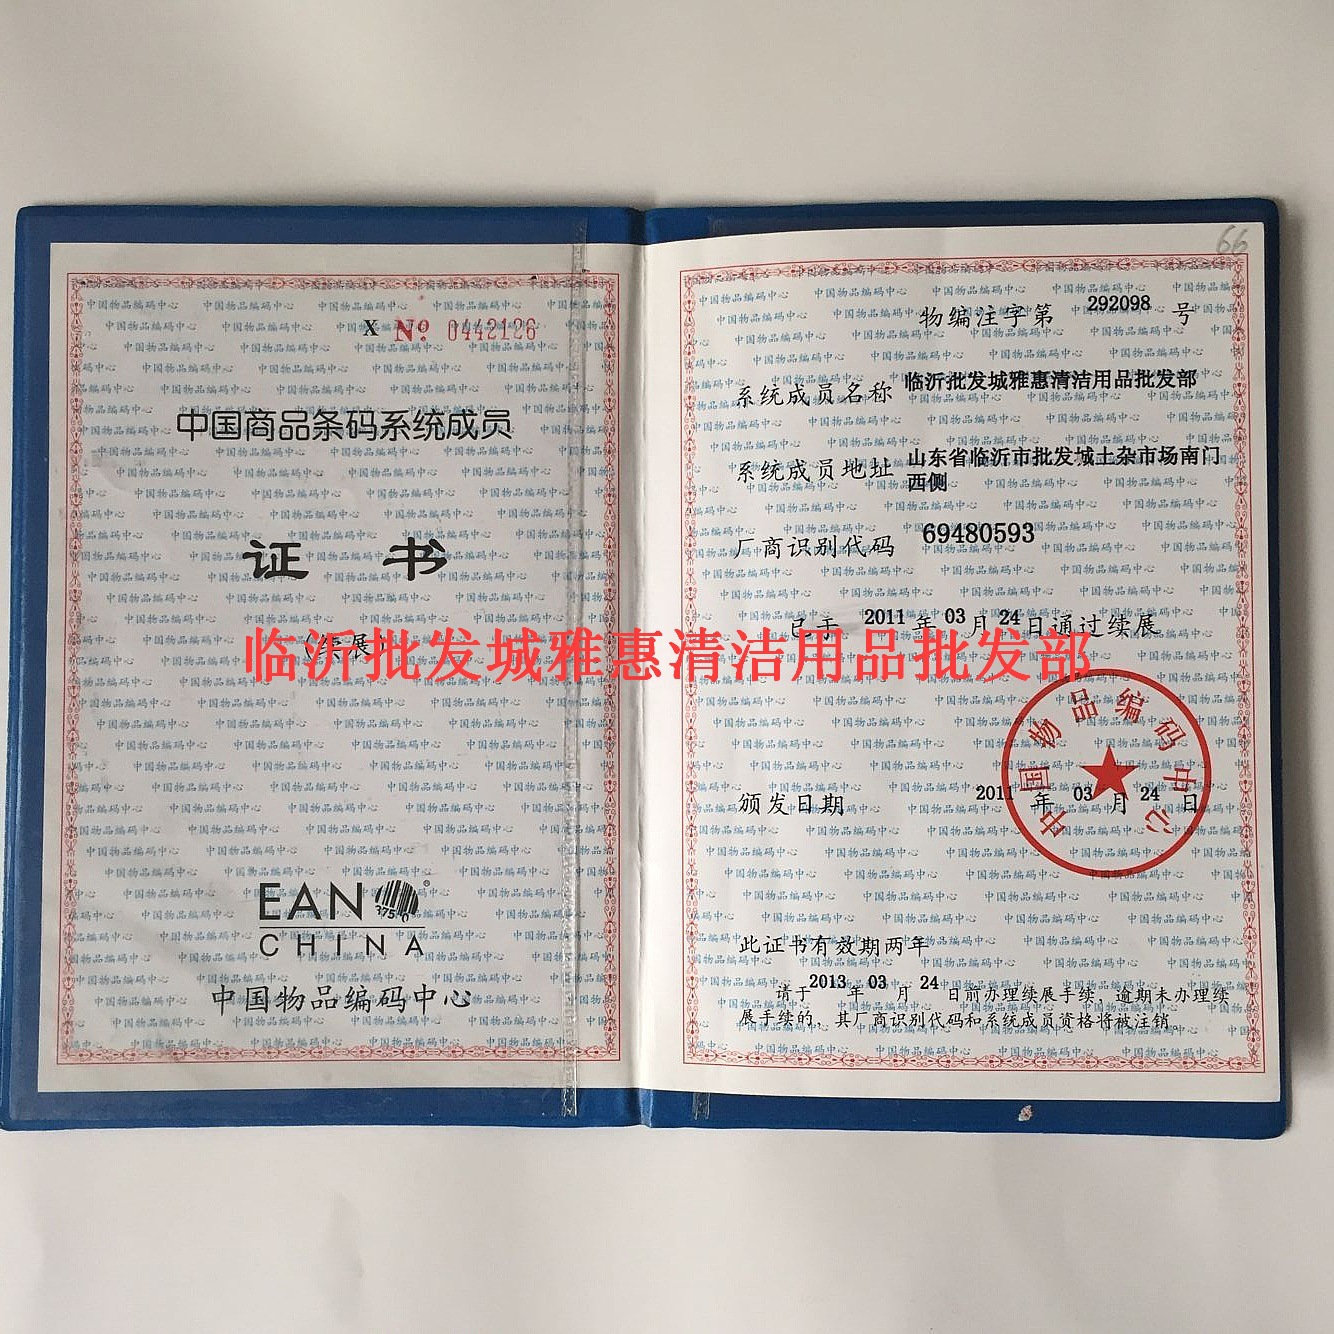 X No. 0442126
中国商品条码系统成员
证 书
（续展）
EAN
CHINA
中国物品编码中心
66
物编注字第 292098 号
系统成员名称 临沂批发城雅惠清洁用品批发部
系统成员地址 山东省临沂市批发城土杂市场南门
西侧
厂商识别代码 69480593
已于 2011 年 03 月 24 日通过续展
临沂批发城雅惠清洁用品批发部
中国物品编码中心
颁发日期 2011 年 03 月 24 日
此证书有效期两年
请于2013年 03 月 24 日前办理续展手续，逾期未办理续
展手续的，其厂商识别代码和系统成员资格将被注销